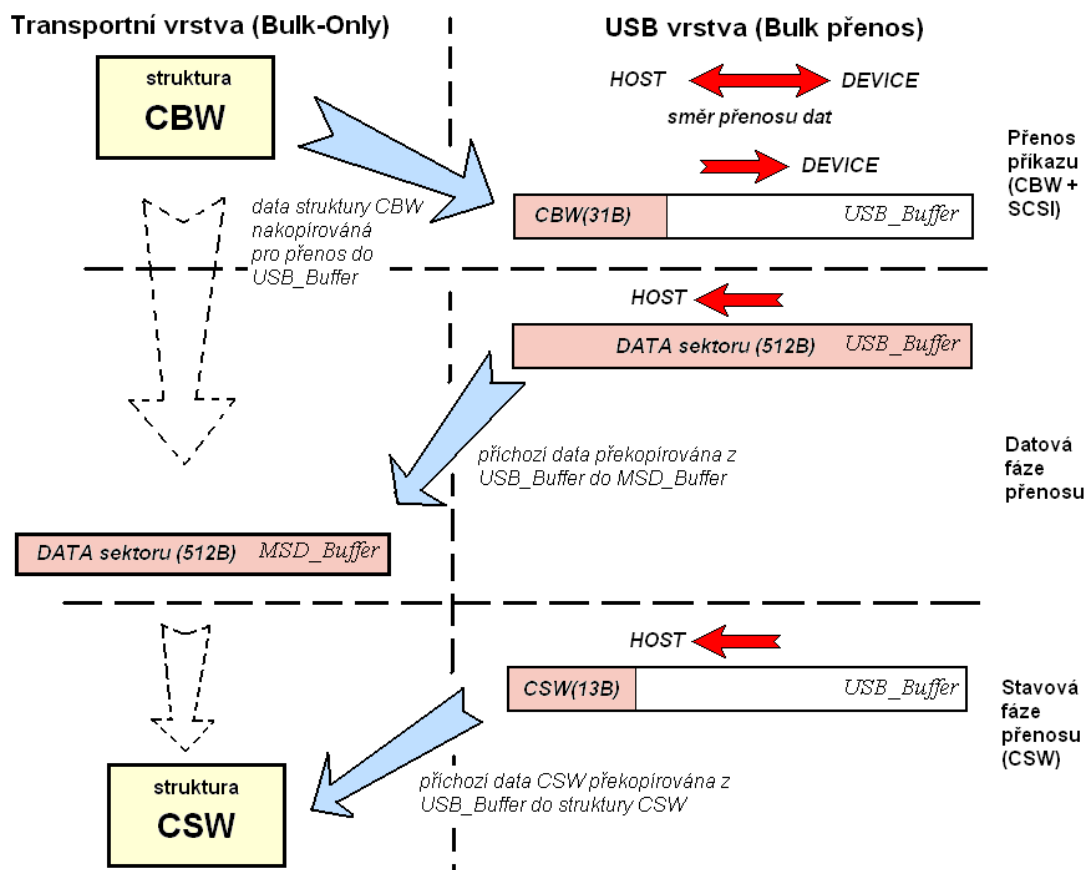 Transportní vrstva (Bulk-Only)
USB vrstva (Bulk přenos)
struktura
CBW
HOST
DEVICE
směr přenosu dat
DEVICE
Přenos
příkazu
(CBW +
SCSI)
data struktury CBW
nakopírováná
pro přenos do
USB_Buffer
CBW(31B)
USB_Buffer
HOST
DATA sektoru (512B)
USB_Buffer
příchozí data překopírována z
USB_Buffer do MSD_Buffer
Datová
fáze
přenosu
DATA sektoru (512B)
MSD_Buffer
HOST
CSW(13B)
USB_Buffer
Stavová
fáze
přenosu
(CSW)
příchozí data CSW překopírována z
USB_Buffer do struktury CSW
struktura
CSW